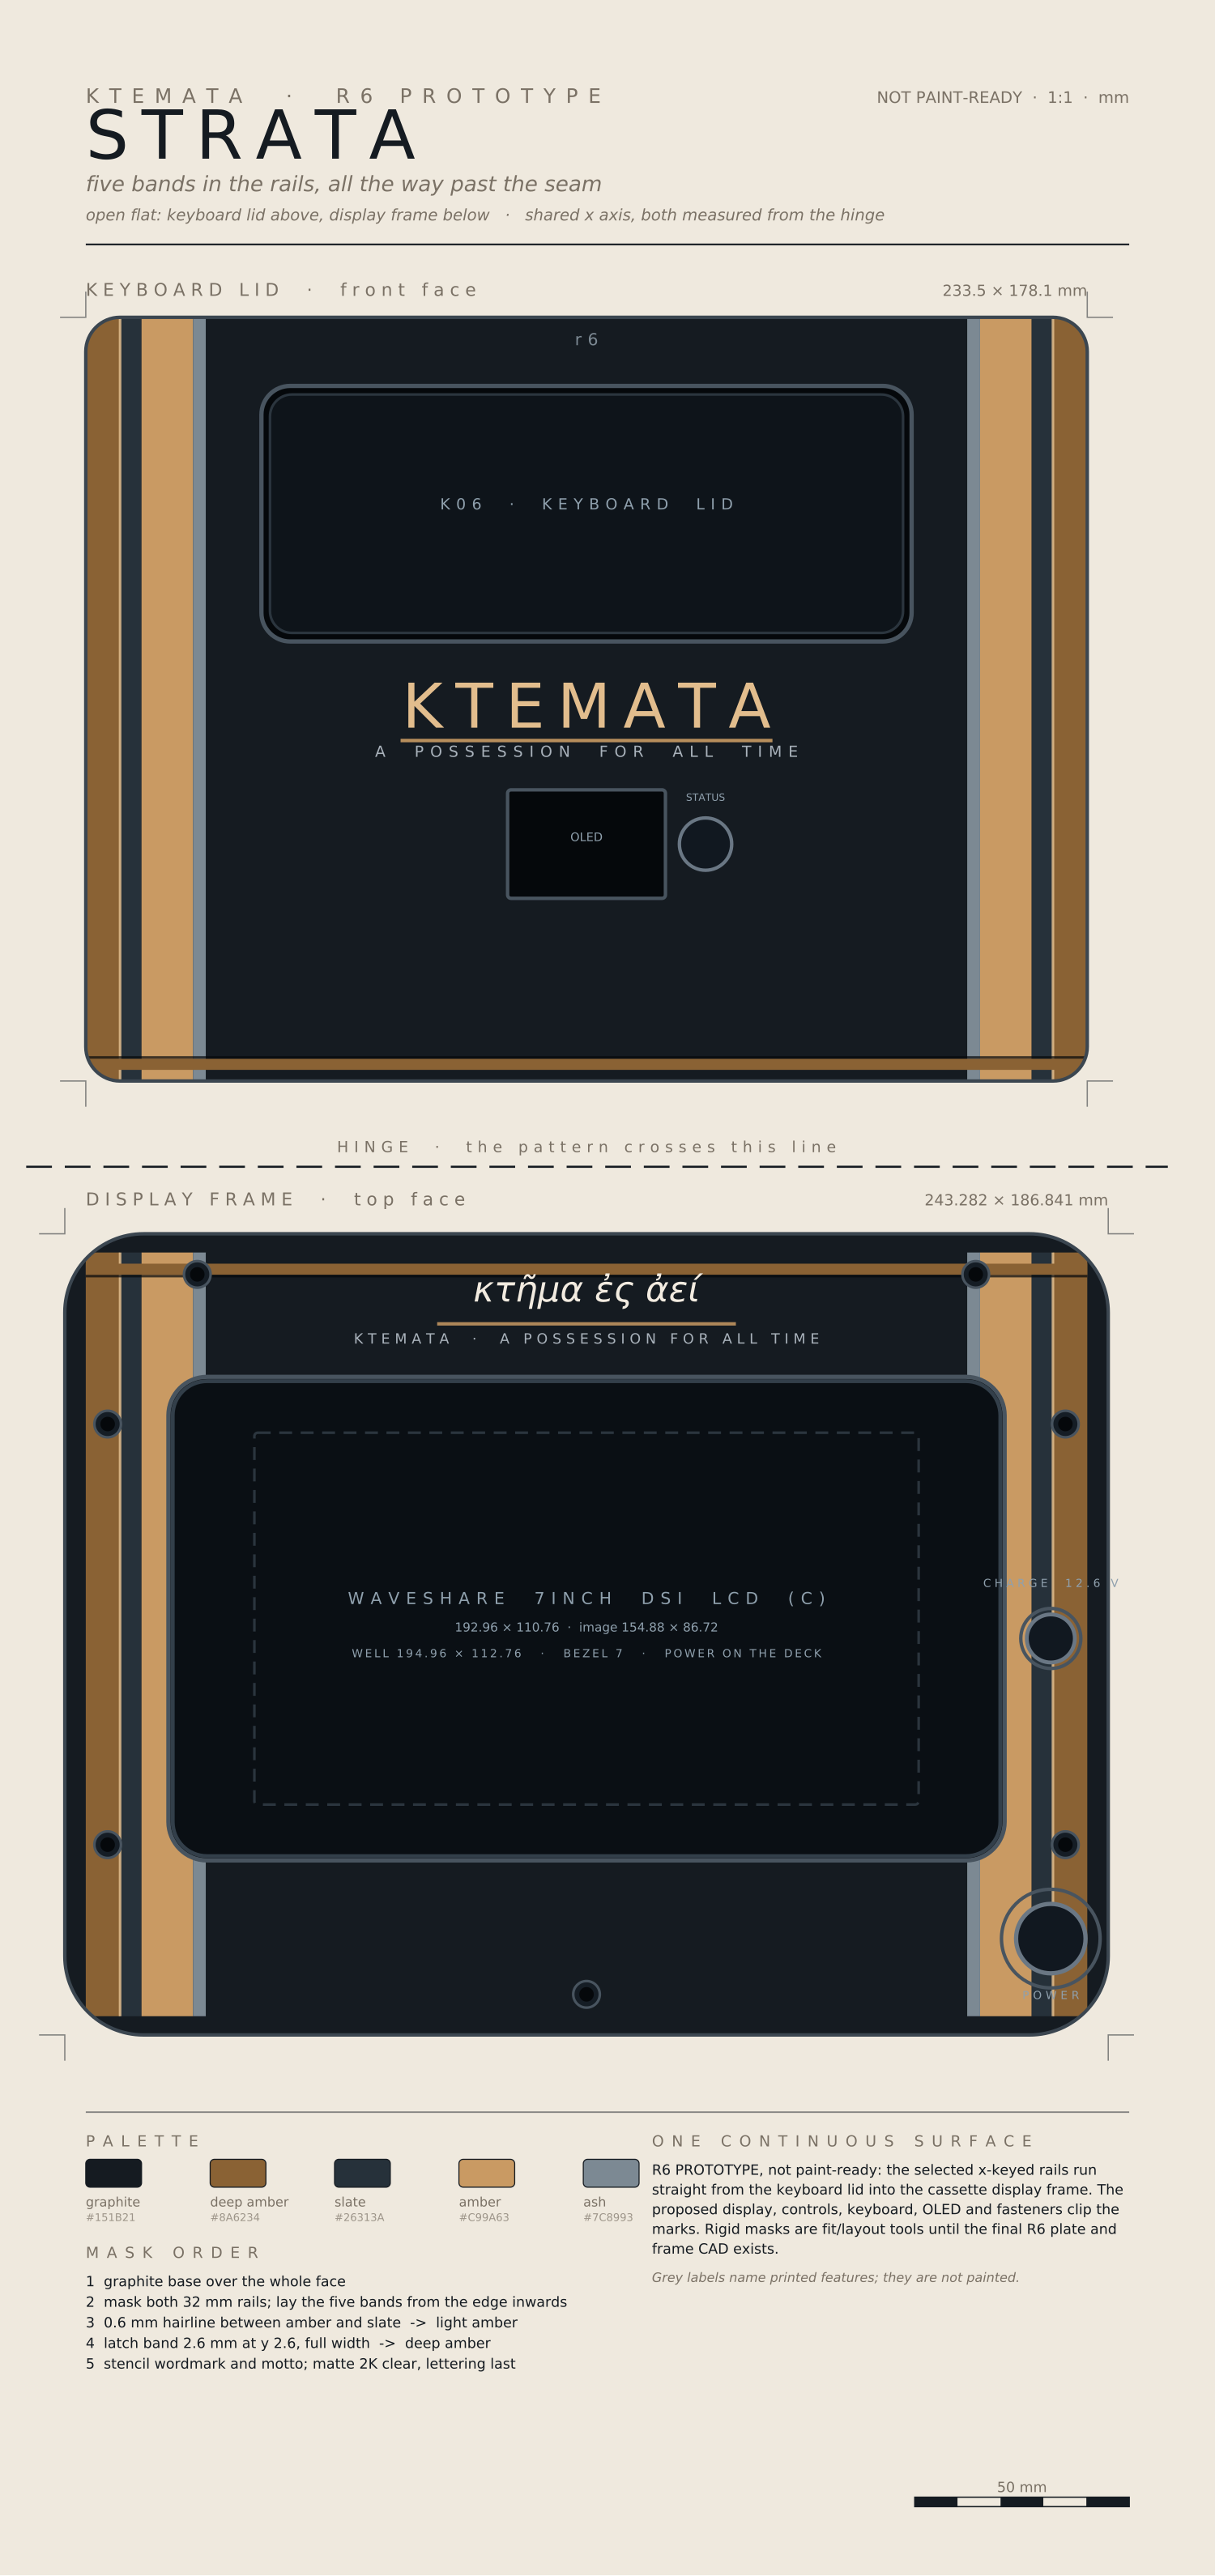 KTEMATA · R6 PROTOTYPE
NOT PAINT-READY · 1:1 · mm
STRATA
five bands in the rails, all the way past the seam
open flat: keyboard lid above, display frame below · shared x axis, both measured from the hinge
KEYBOARD LID · front face
233.5 × 178.1 mm
r6
K06 · KEYBOARD LID
KTEMATA
A POSSESSION FOR ALL TIME
STATUS
OLED
HINGE · the pattern crosses this line
DISPLAY FRAME · top face
243.282 × 186.841 mm
κτῆμα ἐς ἀεί
KTEMATA · A POSSESSION FOR ALL TIME
CHARGE 12.6 V
WAVESHARE 7INCH DSI LCD (C)
192.96 × 110.76 · image 154.88 × 86.72
WELL 194.96 × 112.76 · BEZEL 7 · POWER ON THE DECK
POWER
PALETTE
graphite
#151B21
deep amber
#8A6234
slate
#26313A
amber
#C99A63
ash
#7C8993
MASK ORDER
1 graphite base over the whole face
2 mask both 32 mm rails; lay the five bands from the edge inwards
3 0.6 mm hairline between amber and slate -> light amber
4 latch band 2.6 mm at y 2.6, full width -> deep amber
5 stencil wordmark and motto; matte 2K clear, lettering last
ONE CONTINUOUS SURFACE
R6 PROTOTYPE, not paint-ready: the selected x-keyed rails run
straight from the keyboard lid into the cassette display frame. The
proposed display, controls, keyboard, OLED and fasteners clip the
marks. Rigid masks are fit/layout tools until the final R6 plate and
frame CAD exists.
Grey labels name printed features; they are not painted.
50 mm